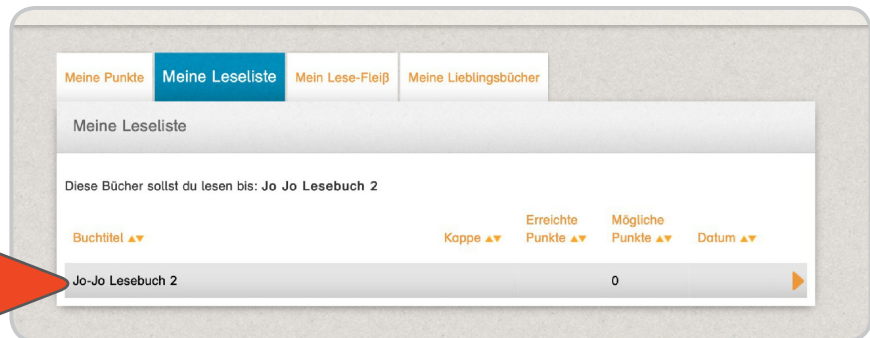 Meine Punkte Meine Leseliste Mein Lese-Fleiß Meine Lieblingsbücher
Meine Leseliste
Diese Bücher sollst du lesen bis: Jo Jo Lesebuch 2
Buchtitel ▲▼ Kappe ▲▼ Erreichte Punkte ▲▼ Mögliche Punkte ▲▼ Datum ▲▼
Jo-Jo Lesebuch 2 0